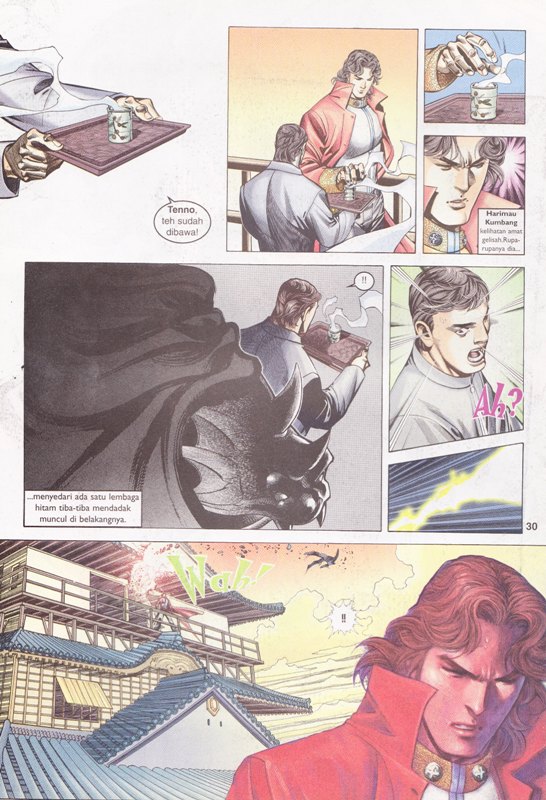 Tenno,
teh sudah
dibawa!
Harimau
Kumbang
kelihatan amat
gelisah.Rupa-
rupanya dia...
!!
Ah?
...menyedari ada satu lembaga
hitam tiba-tiba mendadak
muncul di belakangnya.
30
Wah!
!!